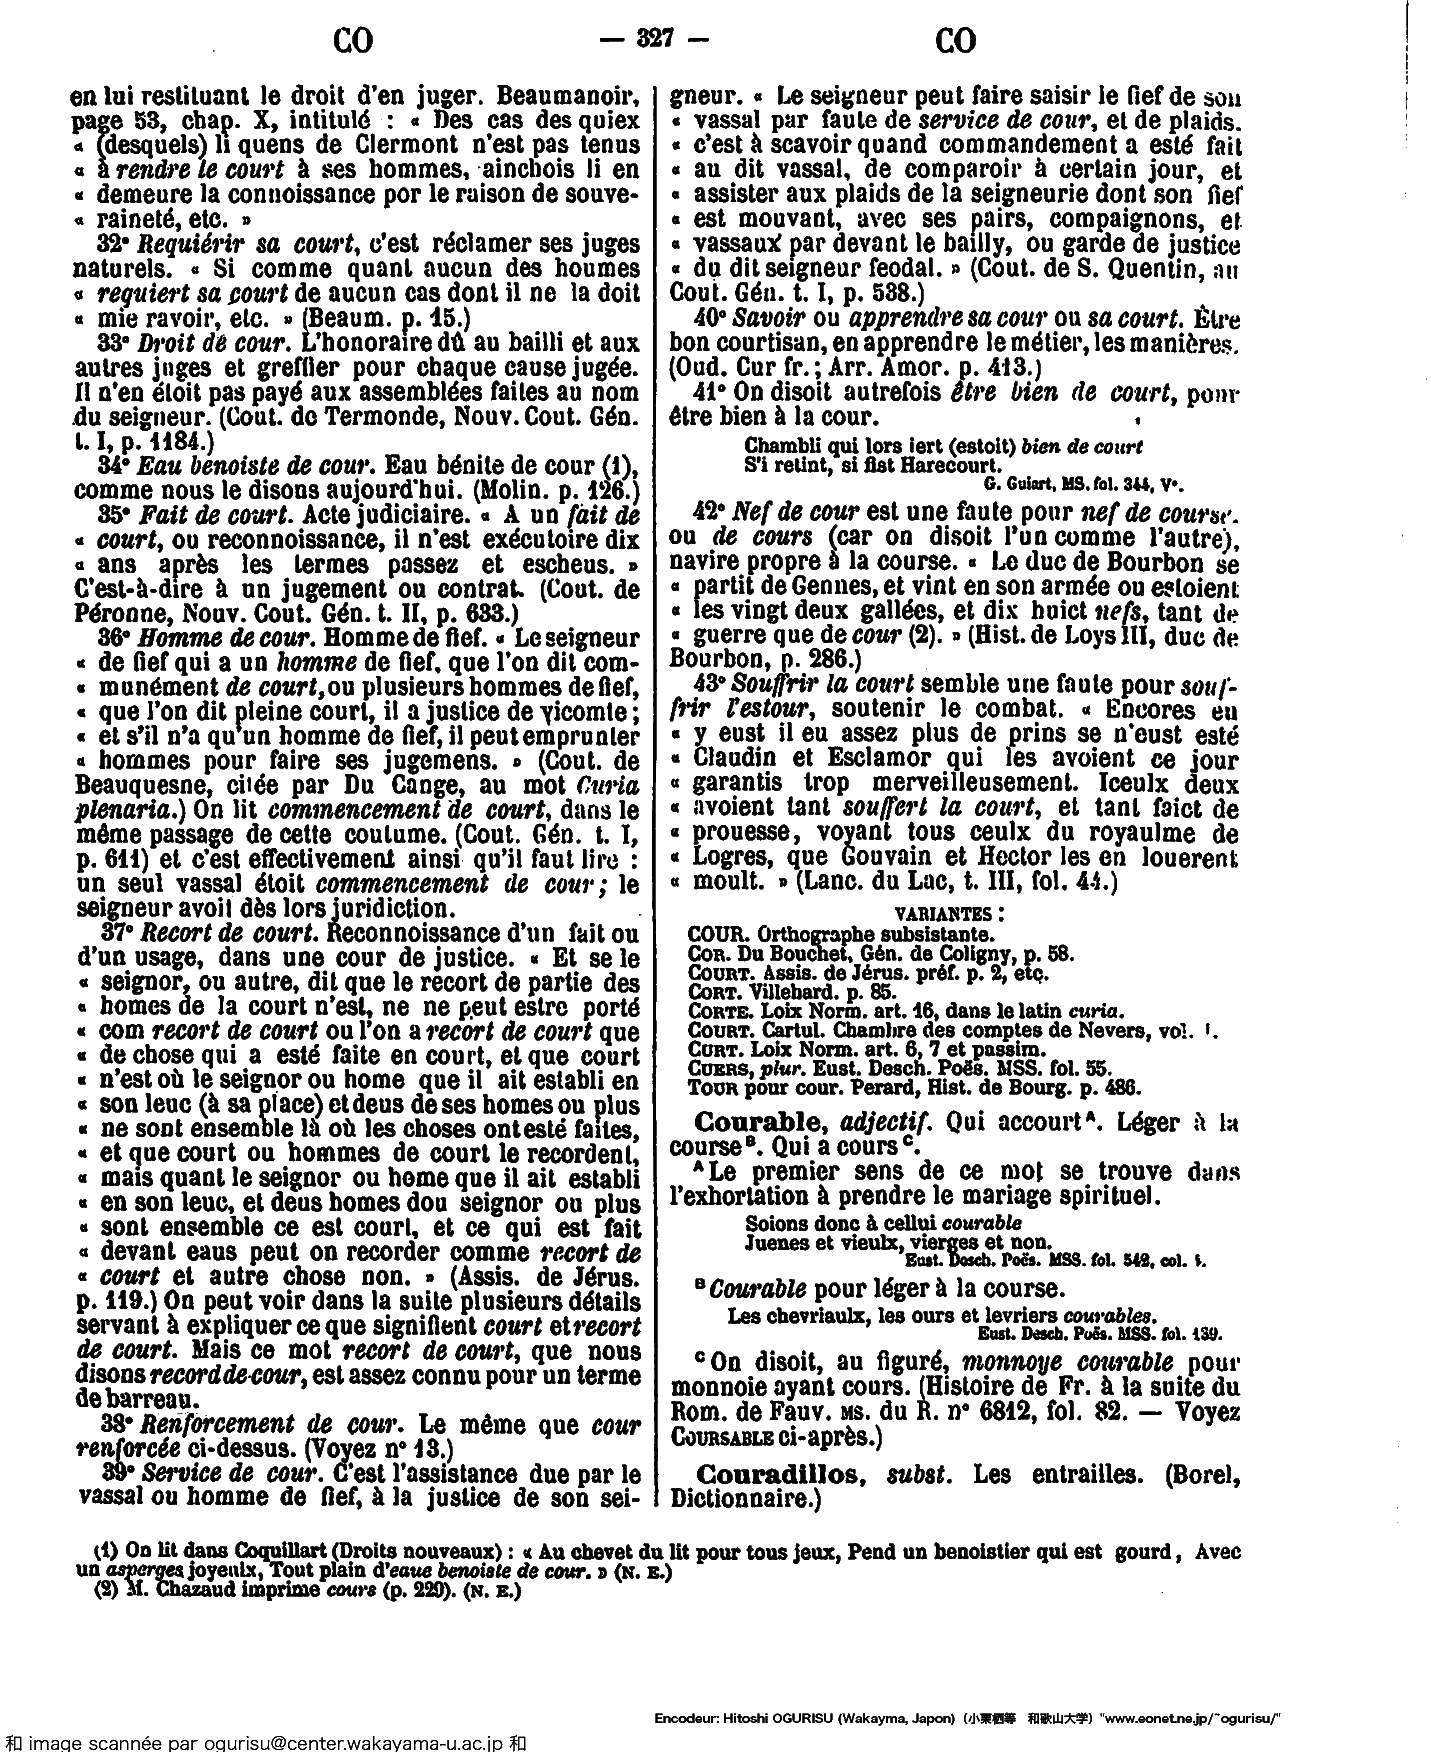 CO — 327 — CO
en lui restituant le droit d'en juger. Beaumanoir,
page 53, chap. X, intitulé : « Des cas des quiex
« (desquels) li quens de Clermont n'est pas tenus
« à rendre le court à ses hommes, ainchois li en
« demeure la connoissance por le raison de souve-
« raineté, etc. »
32° Requiérir sa court, c'est réclamer ses juges
naturels. « Si comme quant aucun des houmes
« requiert sa court de aucun cas dont il ne la doit
« mie ravoir, etc. » (Beaum. p. 15.)
33° Droit de cour. L'honoraire dû au bailli et aux
autres juges et greffier pour chaque cause jugée.
Il n'en étoit pas payé aux assemblées faites au nom
du seigneur. (Cout. de Termonde, Nouv. Cout. Gén.
t. I, p. 1184.)
34° Eau benoiste de cour. Eau bénite de cour (1),
comme nous le disons aujourd'hui. (Molin. p. 126.)
35° Fait de court. Acte judiciaire. « A un fait de
« court, ou reconnoissance, il n'est exécutoire dix
« ans après les termes passez et escheus. »
C'est-à-dire à un jugement ou contrat. (Cout. de
Péronne, Nouv. Cout. Gén. t. II, p. 633.)
36° Homme de cour. Homme de fief. « Le seigneur
« de fief qui a un homme de fief, que l'on dit com-
« munément de court, ou plusieurs hommes de fief,
« que l'on dit pleine court, il a justice de vicomte ;
« et s'il n'a qu'un homme de fief, il peut emprunter
« hommes pour faire ses jugemens. » (Cout. de
Beauquesne, citée par Du Cange, au mot Curia
plenaria.) On lit commencement de court, dans le
même passage de cette coutume. (Cout. Gén. t. I,
p. 611) et c'est effectivement ainsi qu'il faut lire :
un seul vassal étoit commencement de cour ; le
seigneur avoit dès lors juridiction.
37° Recort de court. Reconnoissance d'un fait ou
d'un usage, dans une cour de justice. « Et se le
« seignor, ou autre, dit que le recort de partie des
« homes de la court n'est, ne ne peut estre porté
« com recort de court ou l'on a recort de court que
« de chose qui a esté faite en court, et que court
« n'est où le seignor ou home que il ait establi en
« son leuc (à sa place) et deus de ses homes ou plus
« ne sont ensemble là où les choses ont esté faites,
« et que court ou hommes de court le recordent,
« mais quant le seignor ou home que il ait establi
« en son leuc, et deus homes dou seignor ou plus
« sont ensemble ce est court, et ce qui est fait
« devant eaus peut on recorder comme recort de
« court et autre chose non. » (Assis. de Jérus.
p. 119.) On peut voir dans la suite plusieurs détails
servant à expliquer ce que signifient court et recort
de court. Mais ce mot recort de court, que nous
disons record de cour, est assez connu pour un terme
de barreau.
38° Renforcement de cour. Le même que cour
renforcée ci-dessus. (Voyez n° 13.)
39° Service de cour. C'est l'assistance due par le
vassal ou homme de fief, à la justice de son sei-
gneur. « Le seigneur peut faire saisir le fief de son
« vassal par faute de service de cour, et de plaids.
« c'est à scavoir quand commandement a esté fait
« au dit vassal, de comparoir à certain jour, et
« assister aux plaids de la seigneurie dont son fief
« est mouvant, avec ses pairs, compaignons, et
« vassaux par devant le bailly, ou garde de justice
« du dit seigneur feodal. » (Cout. de S. Quentin, au
Cout. Gén. t. I, p. 538.)
40° Savoir ou apprendre sa cour ou sa court. Être
bon courtisan, en apprendre le métier, les manières.
(Oud. Cur fr. ; Arr. Amor. p. 413.)
41° On disoit autrefois être bien de court, pour
être bien à la cour.
Chambli qui lors iert (estoit) bien de court
S'i retint, si fist Harecourt.
G. Guiart, MS. fol. 344, V°.
42° Nef de cour est une faute pour nef de course.
ou de cours (car on disoit l'un comme l'autre),
navire propre à la course. « Le duc de Bourbon se
« partit de Gennes, et vint en son armée ou estoient
« les vingt deux gallées, et dix huict nefs, tant de
« guerre que de cour (2). » (Hist. de Loys III, duc de
Bourbon, p. 286.)
43° Souffrir la court semble une faute pour souf-
frir l'estour, soutenir le combat. « Encores en
« y eust il eu assez plus de prins se n'eust esté
« Claudin et Esclamor qui les avoient ce jour
« garantis trop merveilleusement. Iceulx deux
« avoient tant souffert la court, et tant faict de
« prouesse, voyant tous ceulx du royaulme de
« Logres, que Gouvain et Hector les en louerent
« moult. » (Lanc. du Lac, t. III, fol. 44.)
VARIANTES :
COUR. Orthographe subsistante.
COR. Du Bouchet, Gén. de Coligny, p. 58.
COURT. Assis. de Jérus. préf. p. 2, etc.
CORT. Villehard. p. 85.
CORTE. Loix Norm. art. 16, dans le latin curia.
COURT. Cartul. Chambre des comptes de Nevers, vol. I.
CURT. Loix Norm. art. 6, 7 et passim.
CUERS, plur. Eust. Desch. Poës. MSS. fol. 55.
TOUR pour cour. Perard, Hist. de Bourg. p. 486.
Courable, adjectif. Qui accourt A. Léger à la
course B. Qui a cours C.
A Le premier sens de ce mot se trouve dans
l'exhortation à prendre le mariage spirituel.
Soions donc à cellui courable
Juenes et vieulx, vierges et non.
Eust. Desch. Poës. MSS. fol. 542, col.
B Courable pour léger à la course.
Les chevriaulx, les ours et levriers courables.
Eust. Desch. Poës. MSS. fol. 139.
C On disoit, au figuré, monnoye courable pour
monnoie ayant cours. (Histoire de Fr. à la suite du
Rom. de Fauv. MS. du R. n° 6812, fol. 82. — Voyez
COURSABLE ci-après.)
Couradillos, subst. Les entrailles. (Borel,
Dictionnaire.)
(1) On lit dans Coquillart (Droits nouveaux) : « Au chevet du lit pour tous jeux, Pend un benoistier qui est gourd, Avec
un asperges joyeulx, Tout plain d'eaue benoiste de cour. » (N. E.)
(2) M. Chazaud imprime cours (p. 220). (N. E.)
Encodeur: Hitoshi OGURISU (Wakayma, Japon) (小栗栖等 和歌山大学) "www.eonet.ne.jp/~ogurisu/"
和 image scannée par ogurisu@center.wakayama-u.ac.jp 和